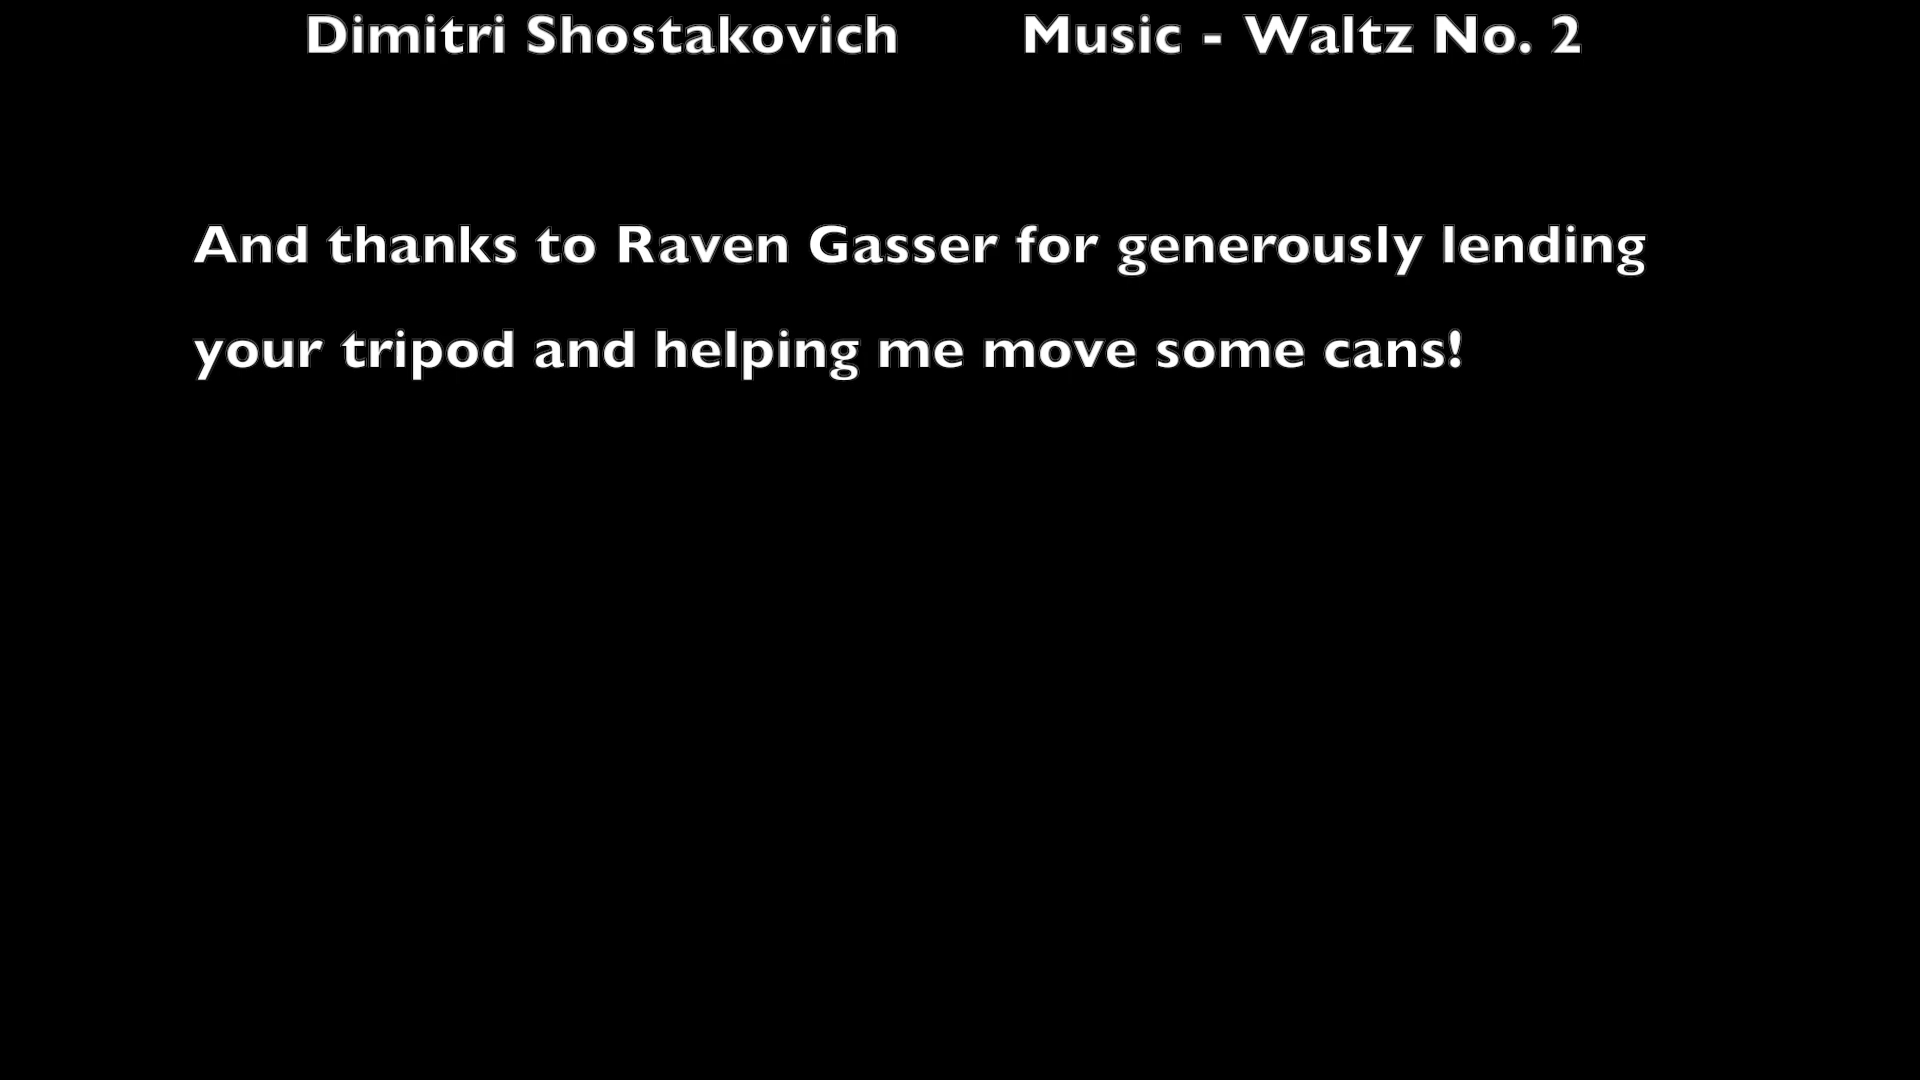 Dimitri Shostakovich Music - Waltz No. 2
And thanks to Raven Gasser for generously lending
your tripod and helping me move some cans!